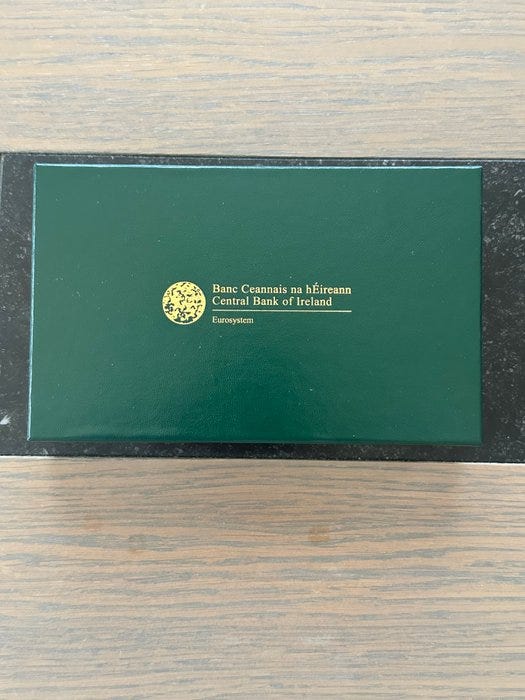 Banc Ceannais na hÉireann
Central Bank of Ireland
Eurosystem